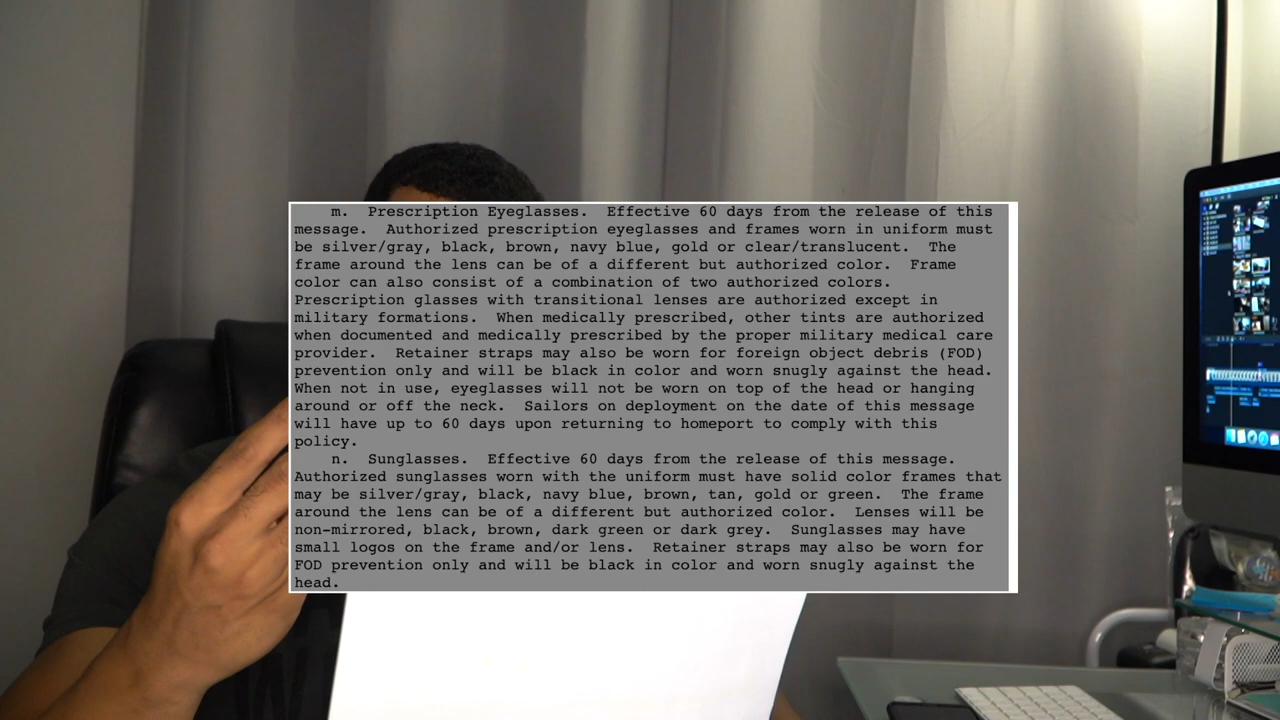 m. Prescription Eyeglasses. Effective 60 days from the release of this
message. Authorized prescription eyeglasses and frames worn in uniform must
be silver/gray, black, brown, navy blue, gold or clear/translucent. The
frame around the lens can be of a different but authorized color. Frame
color can also consist of a combination of two authorized colors.
Prescription glasses with transitional lenses are authorized except in
military formations. When medically prescribed, other tints are authorized
when documented and medically prescribed by the proper military medical care
provider. Retainer straps may also be worn for foreign object debris (FOD)
prevention only and will be black in color and worn snugly against the head.
When not in use, eyeglasses will not be worn on top of the head or hanging
around or off the neck. Sailors on deployment on the date of this message
will have up to 60 days upon returning to homeport to comply with this
policy.
n. Sunglasses. Effective 60 days from the release of this message.
Authorized sunglasses worn with the uniform must have solid color frames that
may be silver/gray, black, navy blue, brown, tan, gold or green. The frame
around the lens can be of a different but authorized color. Lenses will be
non-mirrored, black, brown, dark green or dark grey. Sunglasses may have
small logos on the frame and/or lens. Retainer straps may also be worn for
FOD prevention only and will be black in color and worn snugly against the
head.